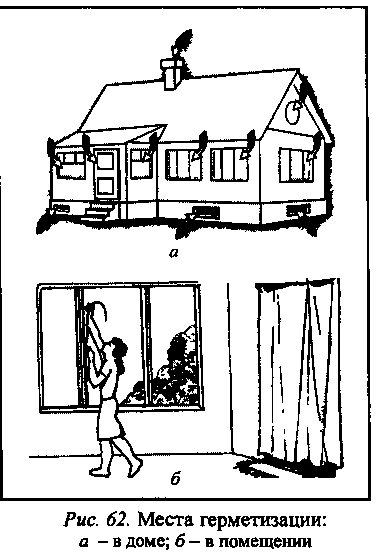 а
б
Рис. 62. Места герметизации:
а – в доме; б – в помещении